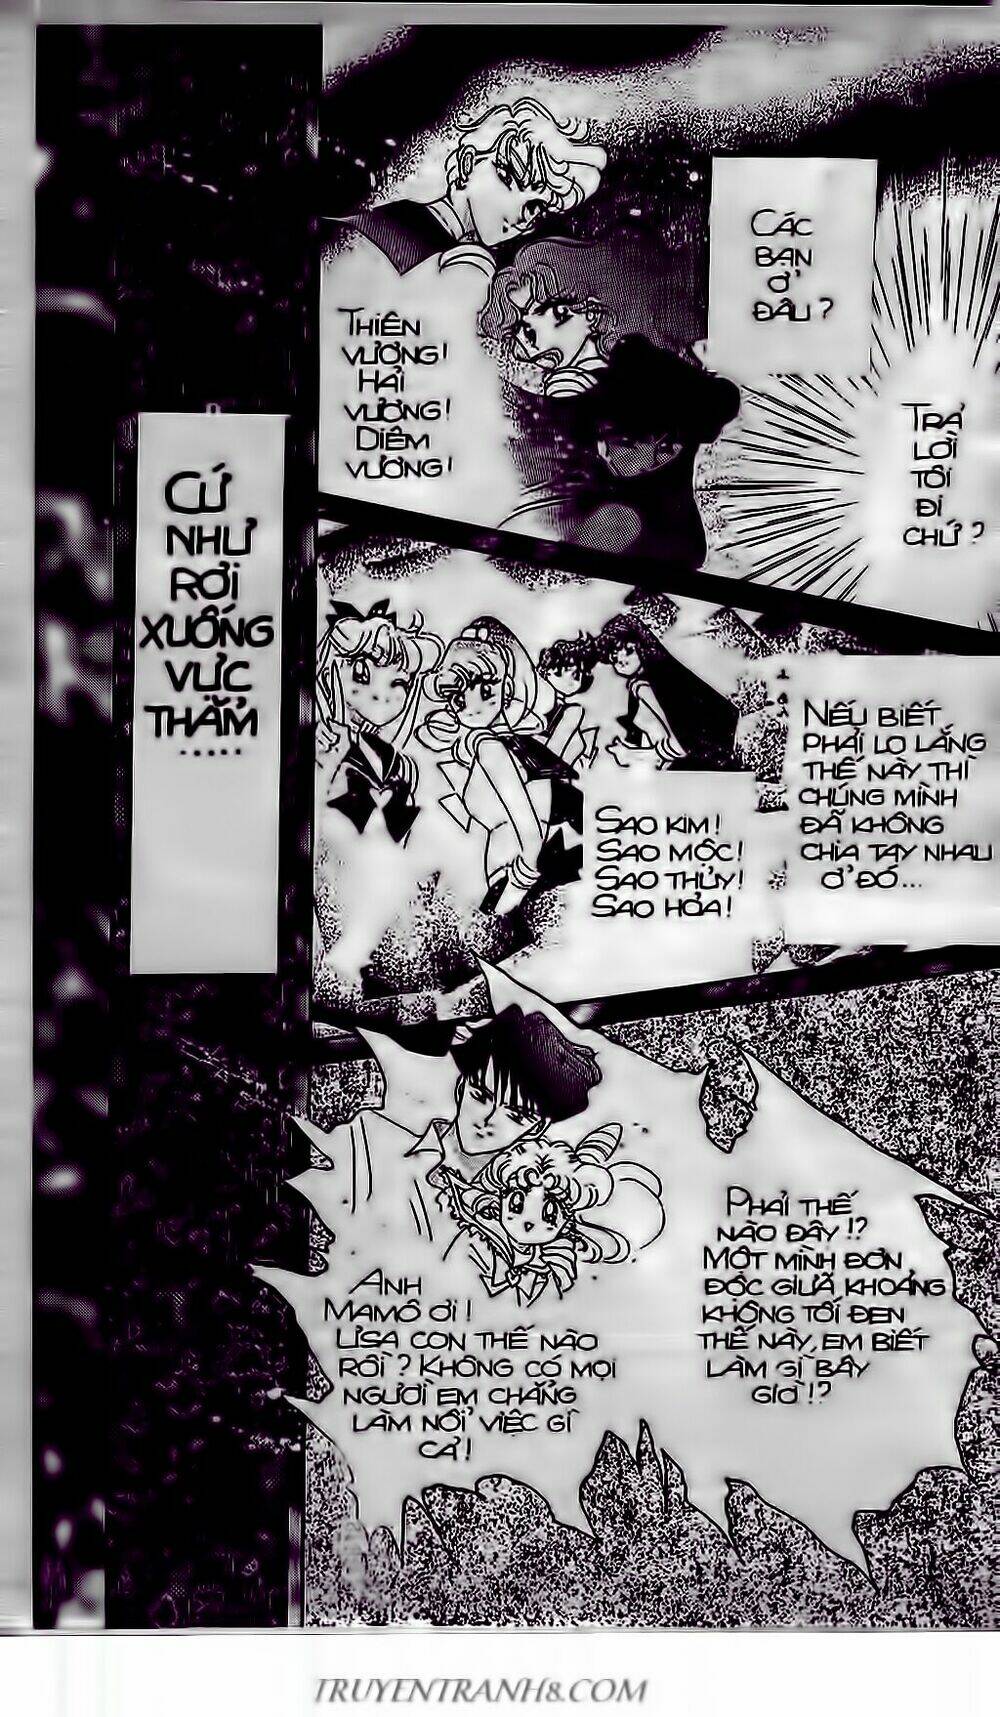 CÁC
BẠN
Ở
ĐÂU?
TRẢ
LỜI
TÔI
ĐI
CHỨ?
THIÊN
VƯƠNG!
HẢI
VƯƠNG!
DIÊM
VƯƠNG!
NẾU BIẾT
PHẢI LO LẮNG
THẾ NÀY THÌ
CHÚNG MÌNH
ĐÃ KHÔNG
CHIA TAY NHAU
Ở ĐÓ...
SAO KIM!
SAO MỘC!
SAO THỦY!
SAO HỎA!
PHẢI THẾ
NÀO ĐÂY!?
MỘT MÌNH ĐƠN
ĐỘC GIỮA KHOẢNG
KHÔNG TỐI ĐEN
THẾ NÀY, EM BIẾT
LÀM GÌ BÂY
GIỜ!?
ANH
MAMÔ ƠI!
LISA CON THẾ NÀO
RỒI? KHÔNG CÓ MỌI
NGƯỜI EM CHẲNG
LÀM NỔI VIỆC GÌ
CẢ!
CỨ
NHƯ
RƠI
XUỐNG
VỰC
THẲM
.....
TRUYENTRANH8.COM